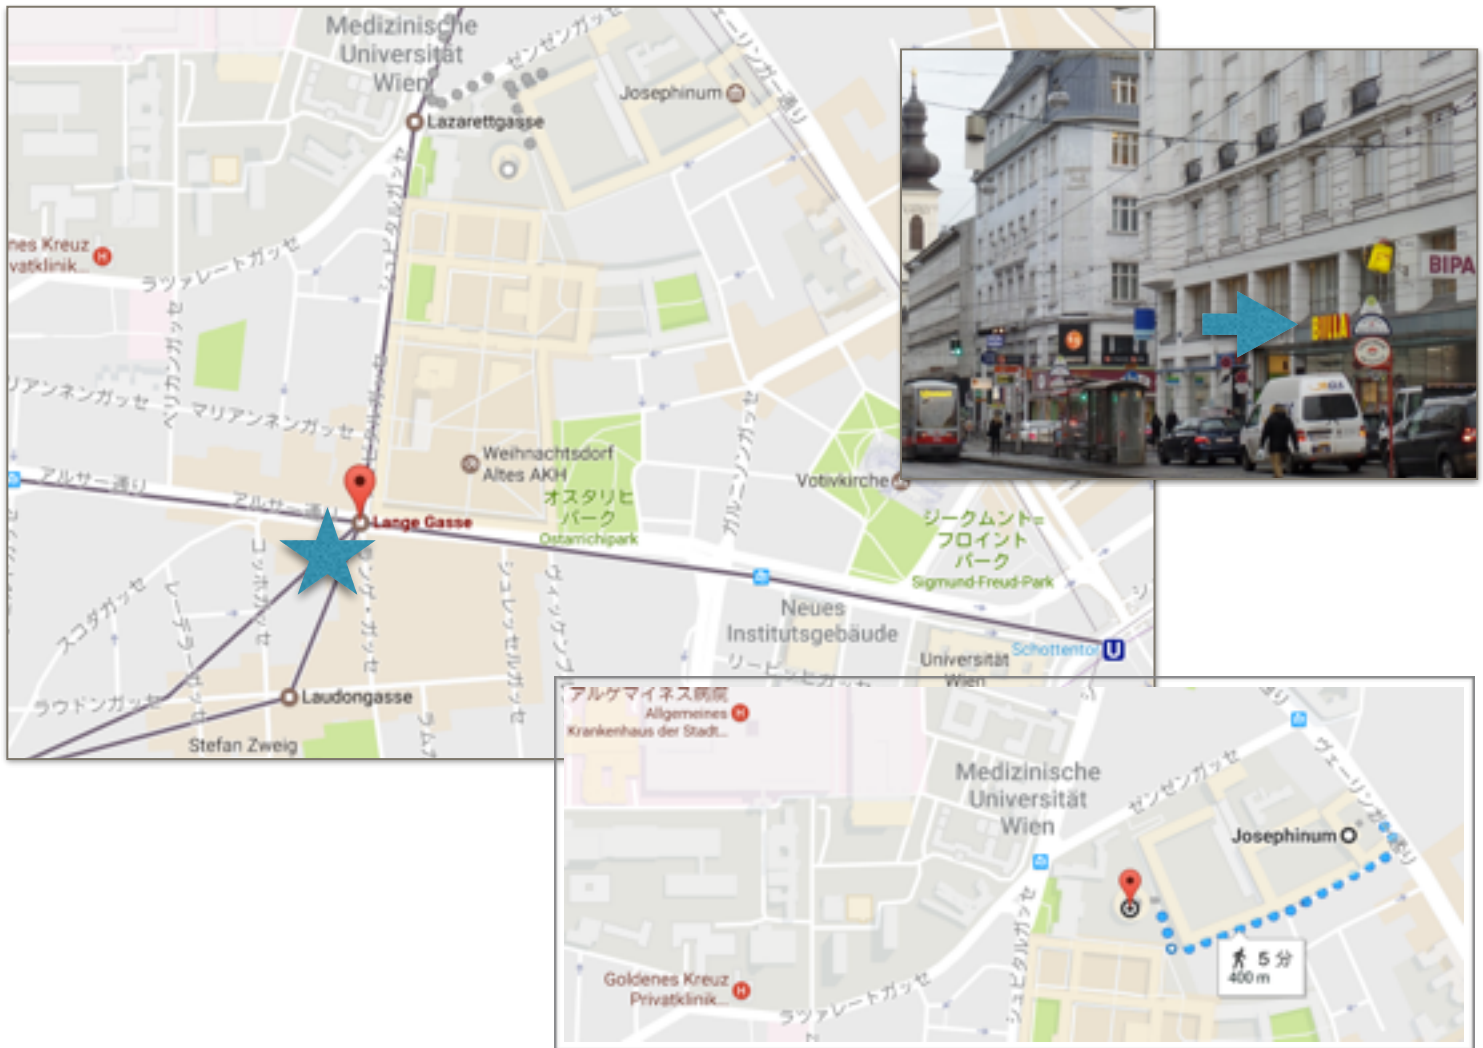 Medizinische
Universität
Wien
ゼンゼンガッセ
ェーリンガー通り
Josephinum
Lazarettgasse
シュピタルガッセ
nes Kreuz
vatklinik...
ラツァレートガッセ
ペリカンガッセ
リアンネンガッセ
マリアンネンガッセ
アルサー通り
アルサー通り
Lange Gasse
Weihnachtsdorf
Altes AKH
オスタリヒ
パーク
Ostarrichipark
ガルニソンガッセ
Votivkirche
ジークムント=
フロイント
パーク
Sigmund-Freud-Park
Neues
Institutsgebäude
リービッヒガッセ
Universität
Wien
Schottentor
U
スコダガッセ
コッホガッセ
レーデラーガッセ
ンゲ・ガッセ
シュレッセルガッセ
ヴィッケンブ
ラウドンガッセ
Laudongasse
Stefan Zweig
ラムナ
BIPA
BILLA
アルゲマイネス病院
Allgemeines
Krankenhaus der Stadt...
H
Medizinische
Universität
Wien
ゼンゼンガッセ
ヴェーリンガー通り
Josephinum
5 分
400 m
シュピタルガッセ
Goldenes Kreuz
Privatklinik...
H
ラツァレートガッセ